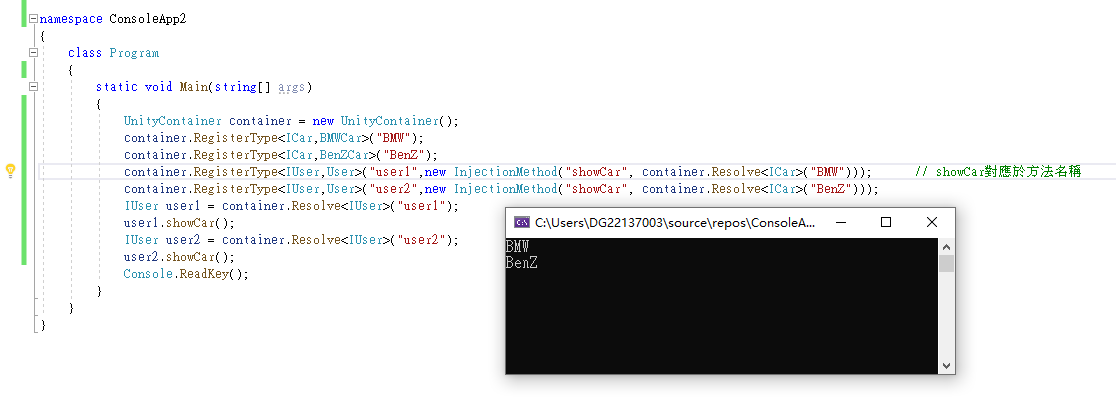 namespace ConsoleApp2
{
class Program
{
static void Main(string[] args)
{
UnityContainer container = new UnityContainer();
container.RegisterType<ICar,BMWCar>("BMW");
container.RegisterType<ICar,BenZCar>("BenZ");
container.RegisterType<IUser,User>("user1",new InjectionMethod("showCar", container.Resolve<ICar>("BMW"))); // showCar對應於方法名稱
container.RegisterType<IUser,User>("user2",new InjectionMethod("showCar", container.Resolve<ICar>("BenZ")));
IUser user1 = container.Resolve<IUser>("user1");
user1.showCar();
IUser user2 = container.Resolve<IUser>("user2");
user2.showCar();
Console.ReadKey();
}
}
}
C:\Users\DG22137003\source\repos\ConsoleA...
BMW
BenZ